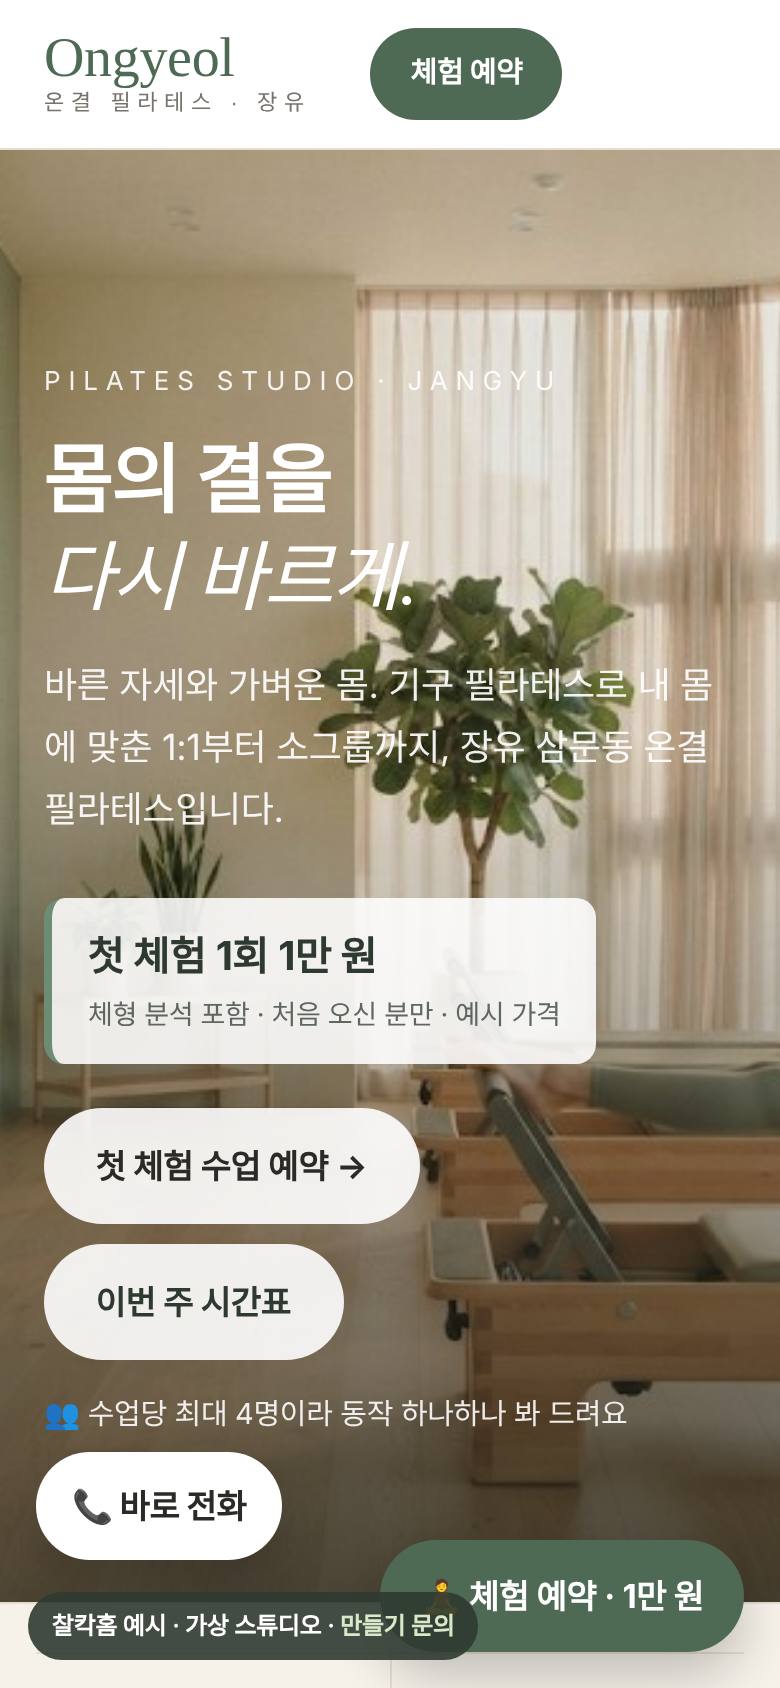 Ongyeol
온결 필라테스 · 장유
체험 예약
PILATES STUDIO · JANGYU
몸의 결을
다시 바르게.
바른 자세와 가벼운 몸. 기구 필라테스로 내 몸
에 맞춘 1:1부터 소그룹까지, 장유 삼문동 온결
필라테스입니다.
첫 체험 1회 1만 원
체형 분석 포함 · 처음 오신 분만 · 예시 가격
첫 체험 수업 예약 →
이번 주 시간표
👥 수업당 최대 4명이라 동작 하나하나 봐 드려요
📞 바로 전화
체험 예약 · 1만 원
찰칵홈 예시 · 가상 스튜디오 · 만들기 문의